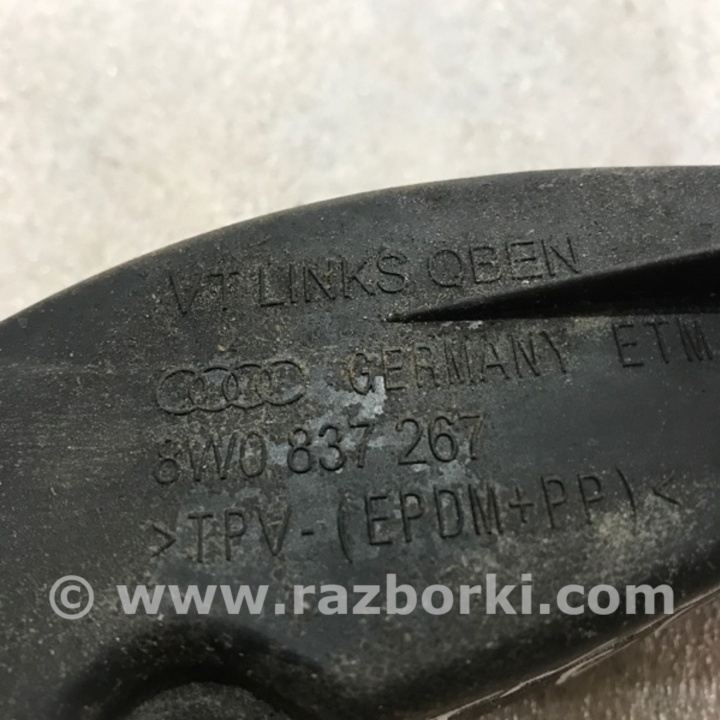 VT LINKS OBEN
GERMANY ETM
8W0 837 267
>TPV-(EPDM+PP)<
© www.razborki.com